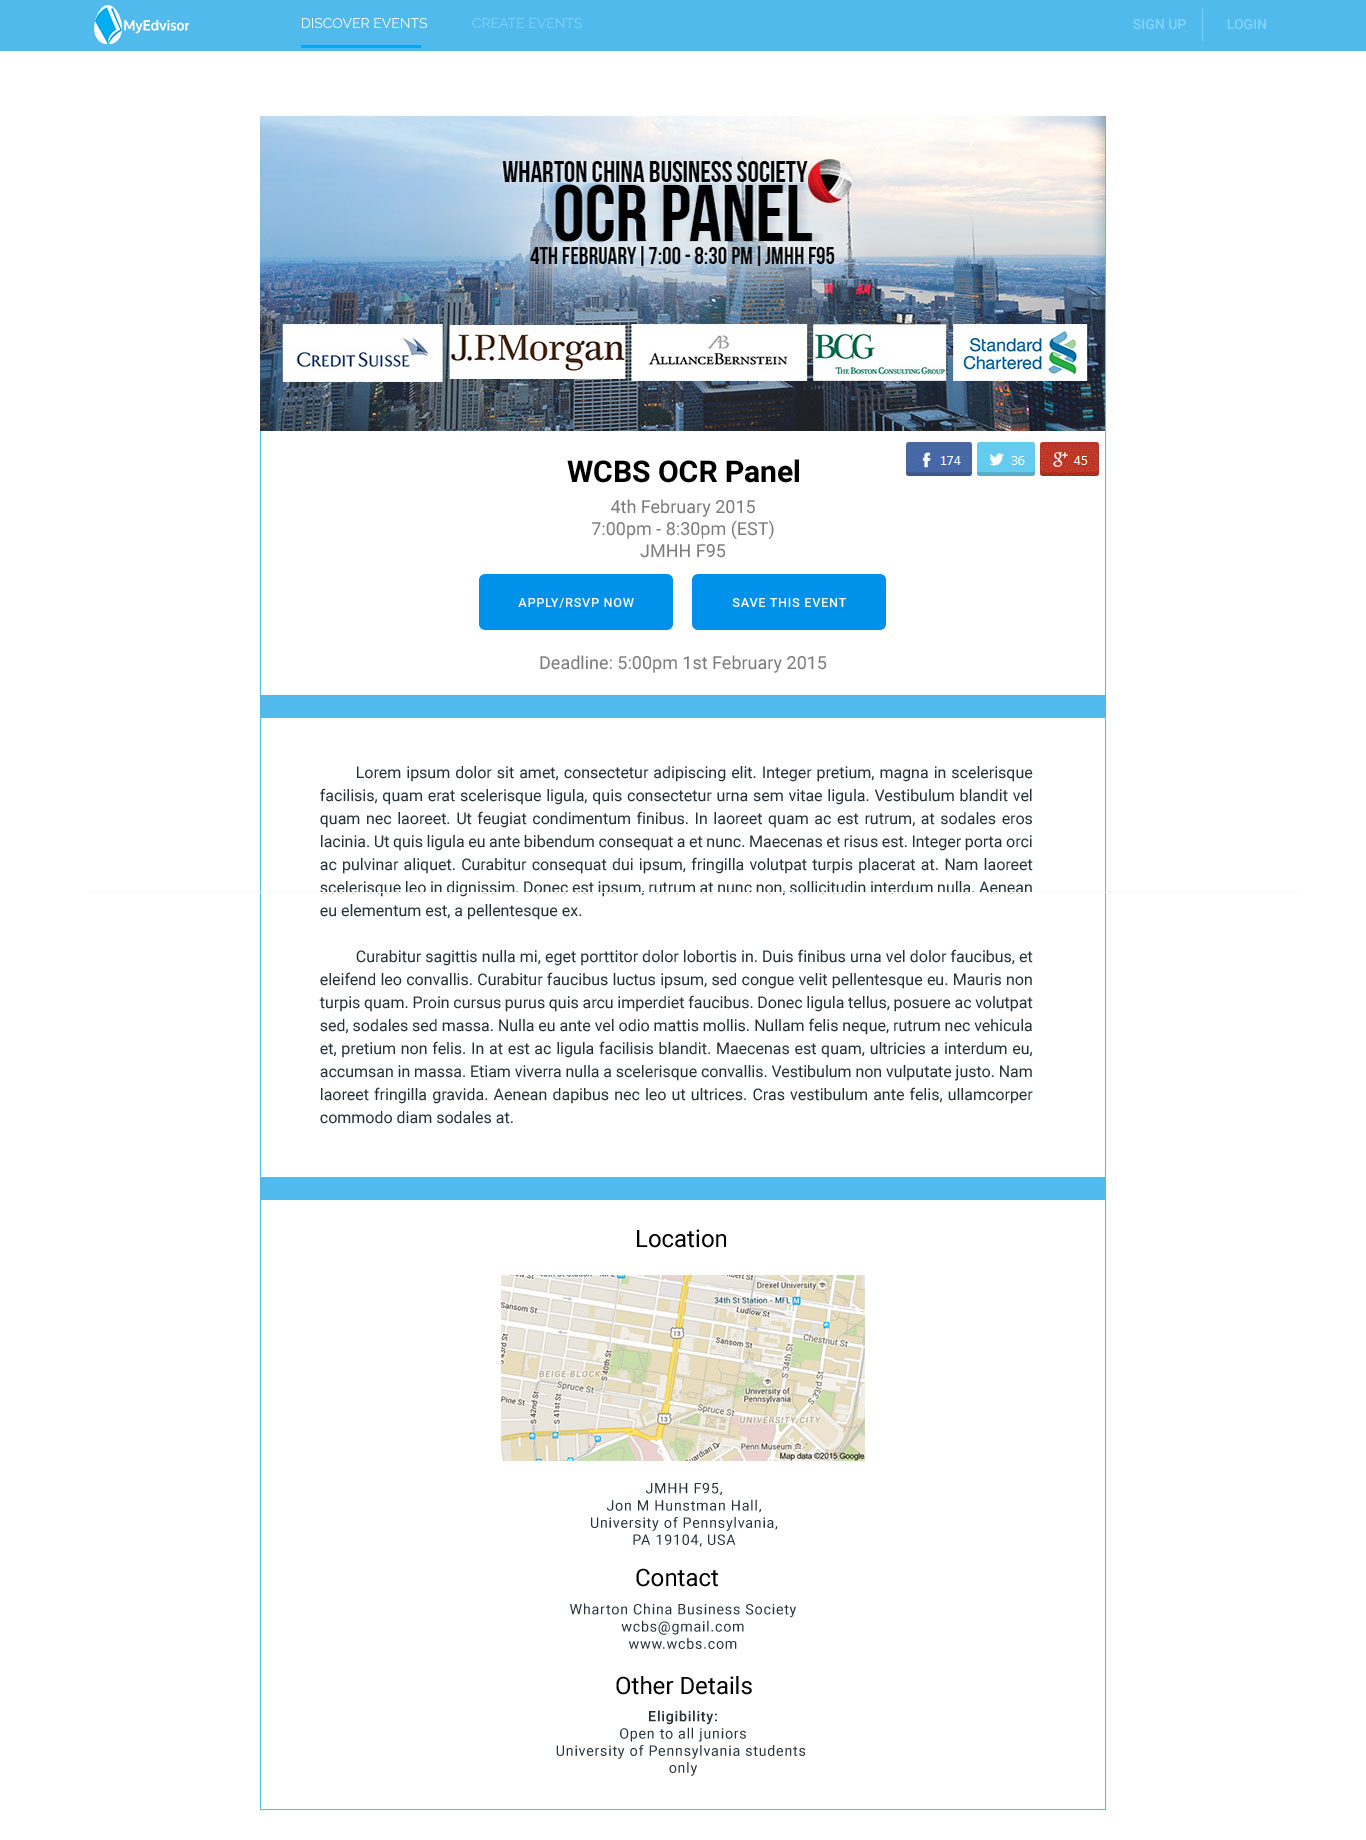 MyEdvisor
DISCOVER EVENTS
CREATE EVENTS
SIGN UP
LOGIN
WHARTON CHINA BUSINESS SOCIETY
OCR PANEL
4TH FEBRUARY | 7:00 - 8:30 PM | JMHH F95
H&M
CREDIT SUISSE
J.P.Morgan
AB
ALLIANCEBERNSTEIN
BCG
THE BOSTON CONSULTING GROUP
Standard
Chartered
174
36
45
WCBS OCR Panel
4th February 2015
7:00pm - 8:30pm (EST)
JMHH F95
APPLY/RSVP NOW
SAVE THIS EVENT
Deadline: 5:00pm 1st February 2015
Lorem ipsum dolor sit amet, consectetur adipiscing elit. Integer pretium, magna in scelerisque
facilisis, quam erat scelerisque ligula, quis consectetur urna sem vitae ligula. Vestibulum blandit vel
quam nec laoreet. Ut feugiat condimentum finibus. In laoreet quam ac est rutrum, at sodales eros
lacinia. Ut quis ligula eu ante bibendum consequat a et nunc. Maecenas et risus est. Integer porta orci
ac pulvinar aliquet. Curabitur consequat dui ipsum, fringilla volutpat turpis placerat at. Nam laoreet
scelerisque leo in dignissim. Donec est ipsum, rutrum at nunc non, sollicitudin interdum nulla. Aenean
eu elementum est, a pellentesque ex.
Curabitur sagittis nulla mi, eget porttitor dolor lobortis in. Duis finibus urna vel dolor faucibus, et
eleifend leo convallis. Curabitur faucibus luctus ipsum, sed congue velit pellentesque eu. Mauris non
turpis quam. Proin cursus purus quis arcu imperdiet faucibus. Donec ligula tellus, posuere ac volutpat
sed, sodales sed massa. Nulla eu ante vel odio mattis mollis. Nullam felis neque, rutrum nec vehicula
et, pretium non felis. In at est ac ligula facilisis blandit. Maecenas est quam, ultricies a interdum eu,
accumsan in massa. Etiam viverra nulla a scelerisque convallis. Vestibulum non vulputate justo. Nam
laoreet fringilla gravida. Aenean dapibus nec leo ut ultrices. Cras vestibulum ante felis, ullamcorper
commodo diam sodales at.
Location
Drexel University
34th St Station - MFL
Ludlow St
Sansom St
13
Sansom St
Chestnut St
S 43rd St
S 40th St
S 34th St
BEIGE-BLOCK
Spruce St
University of
Pennsylvania
S 33rd St
Pine St
S 42nd St
S 41st St
Spruce St
13
UNIVERSITY CITY
Penn Museum
Map data ©2015 Google
JMHH F95,
Jon M Hunstman Hall,
University of Pennsylvania,
PA 19104, USA
Contact
Wharton China Business Society
wcbs@gmail.com
www.wcbs.com
Other Details
Eligibility:
Open to all juniors
University of Pennsylvania students
only